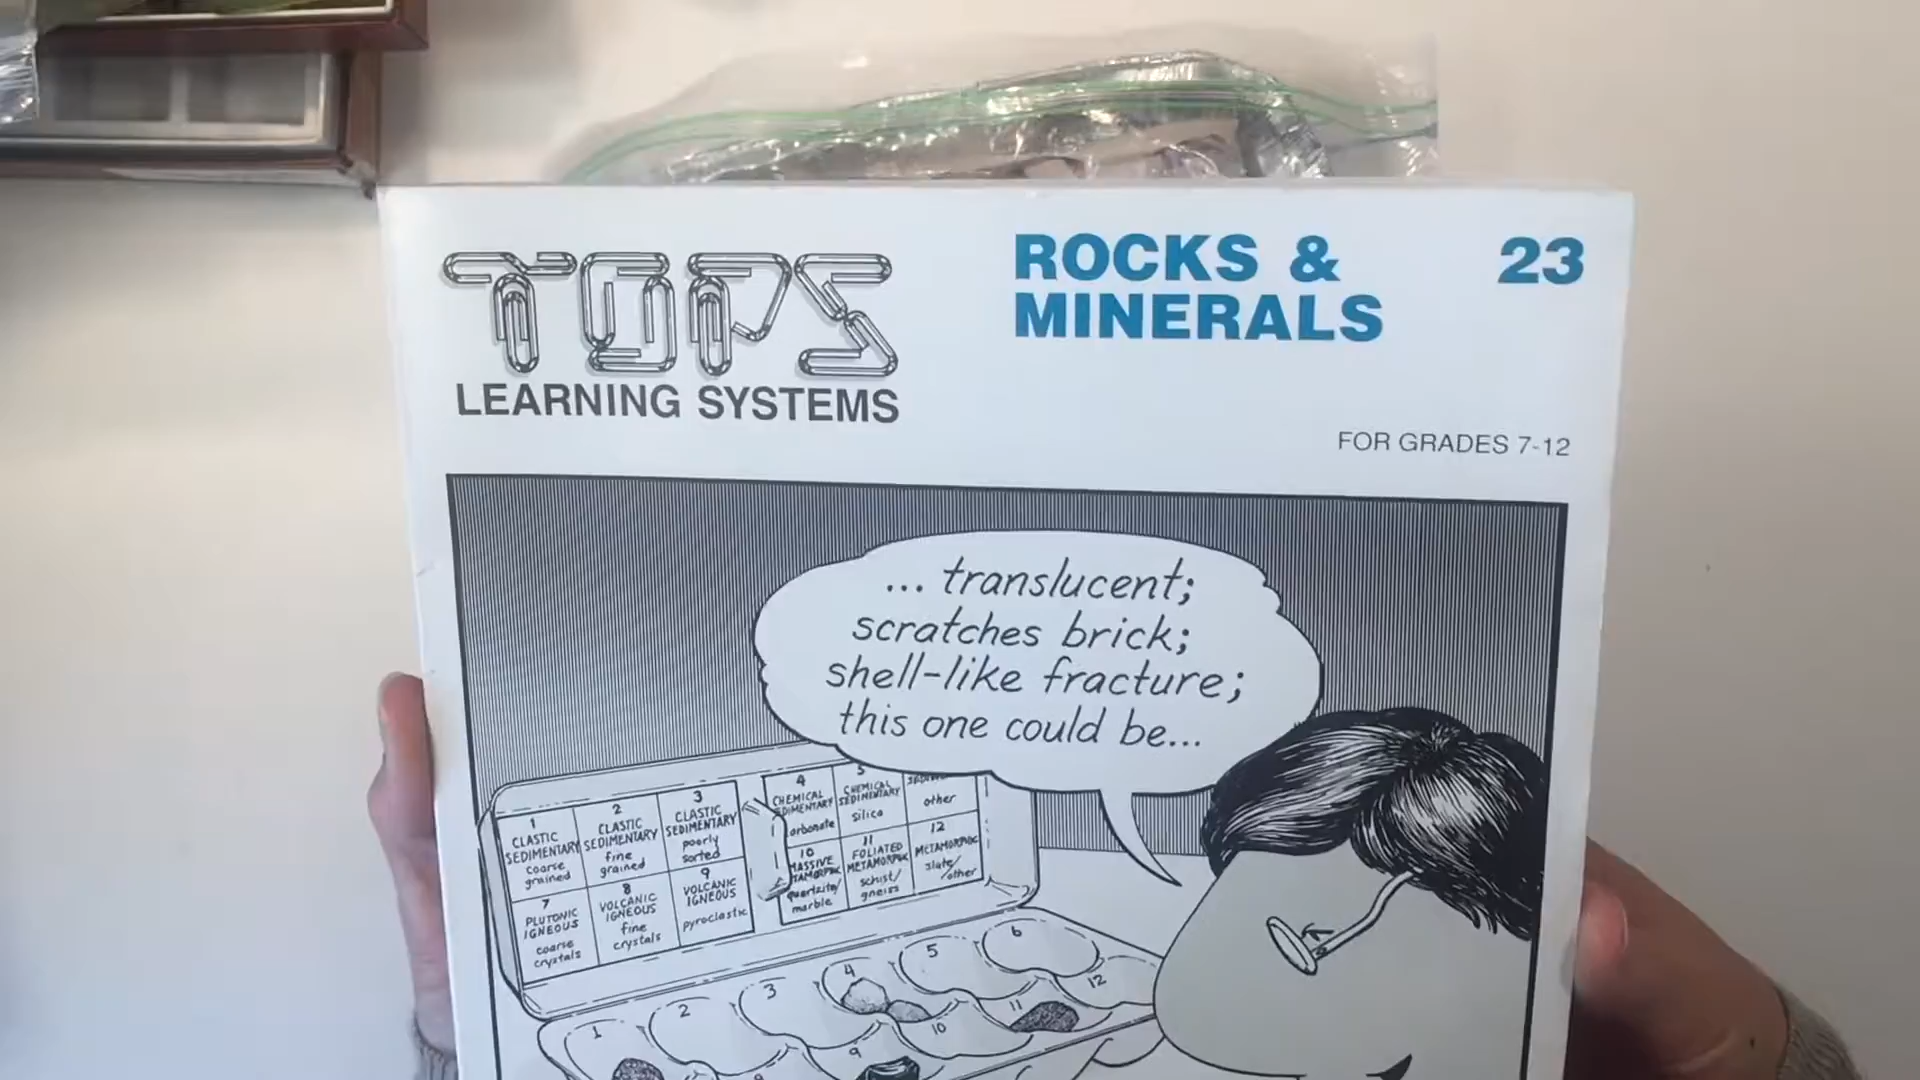 TOPS
LEARNING SYSTEMS
ROCKS &
MINERALS
23
FOR GRADES 7-12
... translucent;
scratches brick;
shell-like fracture;
this one could be...
1
CLASTIC
SEDIMENTARY
coarse
grained
2
CLASTIC
SEDIMENTARY
fine
grained
3
CLASTIC
SEDIMENTARY
poorly
sorted
4
CHEMICAL
5
CHEMICAL
SEDIMENTARY
silica
other
7
PLUTONIC
IGNEOUS
coarse
crystals
8
VOLCANIC
IGNEOUS
fine
crystals
9
VOLCANIC
IGNEOUS
pyroclastic
10
MASSIVE
quartzite/
marble
11
FOLIATED
METAMORPHIC
schist/
gneiss
12
METAMORPHIC
slate/
other
1
2
3
4
5
6
9
10
11
12